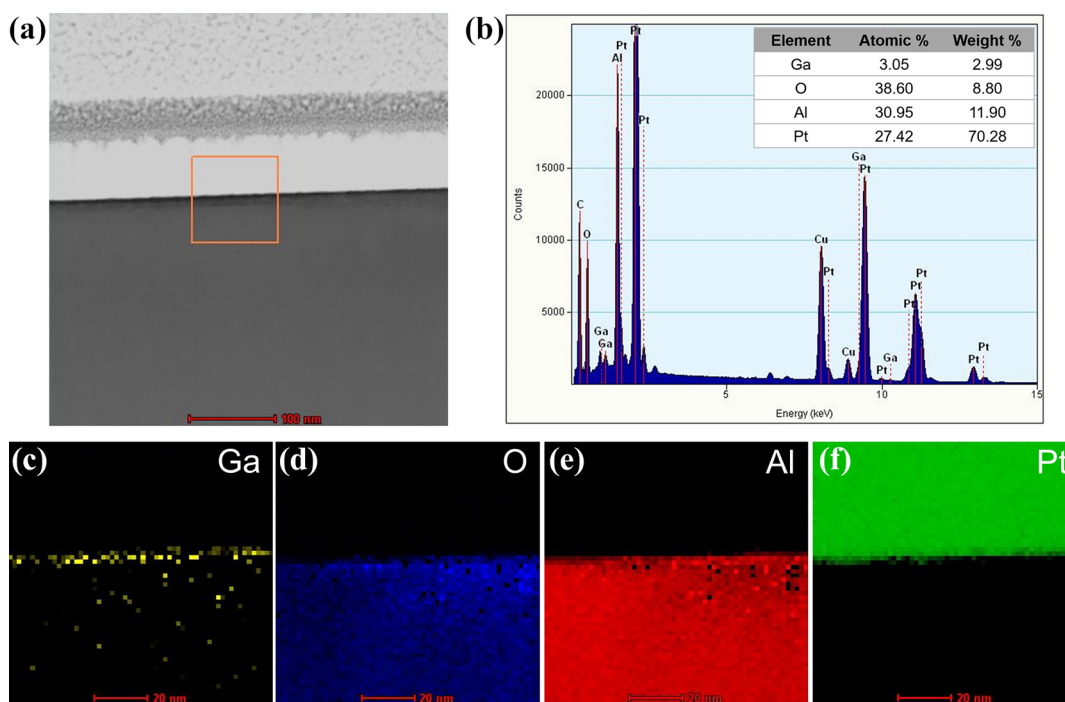 (a)
100 nm
(b)
Element Atomic % Weight %
Ga 3.05 2.99
O 38.60 8.80
Al 30.95 11.90
Pt 27.42 70.28
Counts
20000
15000
10000
5000
C
O
Ga
Ga
Al
Pt
Pt
Pt
Cu
Pt
Cu
Ga
Pt
Pt
Ga
Pt
Pt
Pt
Pt
Pt
5
10
15
Energy (keV)
(c) Ga
20 nm
(d) O
20 nm
(e) Al
20 nm
(f) Pt
20 nm